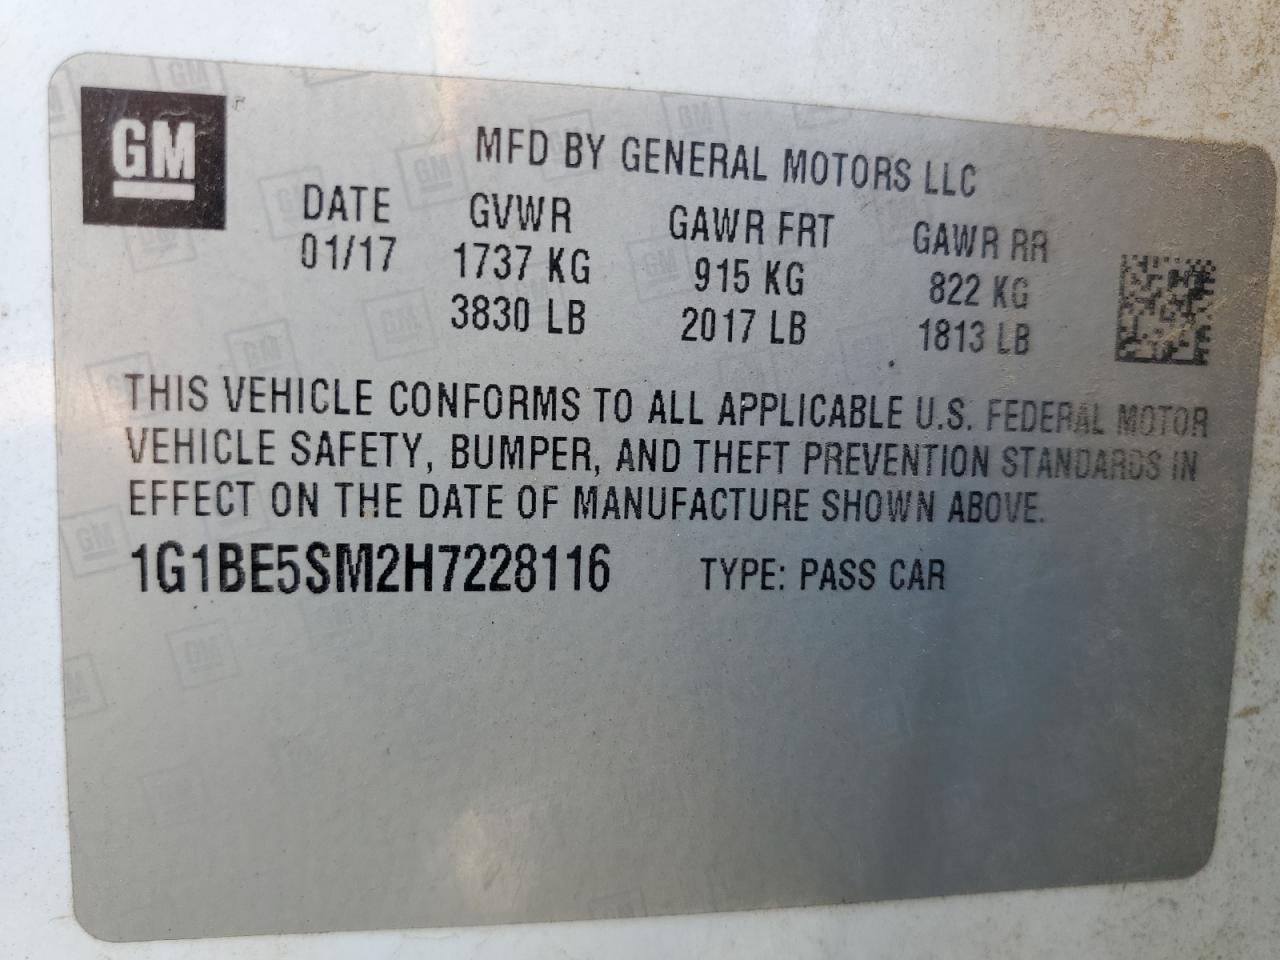 GM
MFD BY GENERAL MOTORS LLC
DATE GVWR GAWR FRT GAWR RR
01/17 1737 KG 915 KG 822 KG
3830 LB 2017 LB 1813 LB
THIS VEHICLE CONFORMS TO ALL APPLICABLE U.S. FEDERAL MOTOR
VEHICLE SAFETY, BUMPER, AND THEFT PREVENTION STANDARDS IN
EFFECT ON THE DATE OF MANUFACTURE SHOWN ABOVE.
1G1BE5SM2H7228116 TYPE: PASS CAR